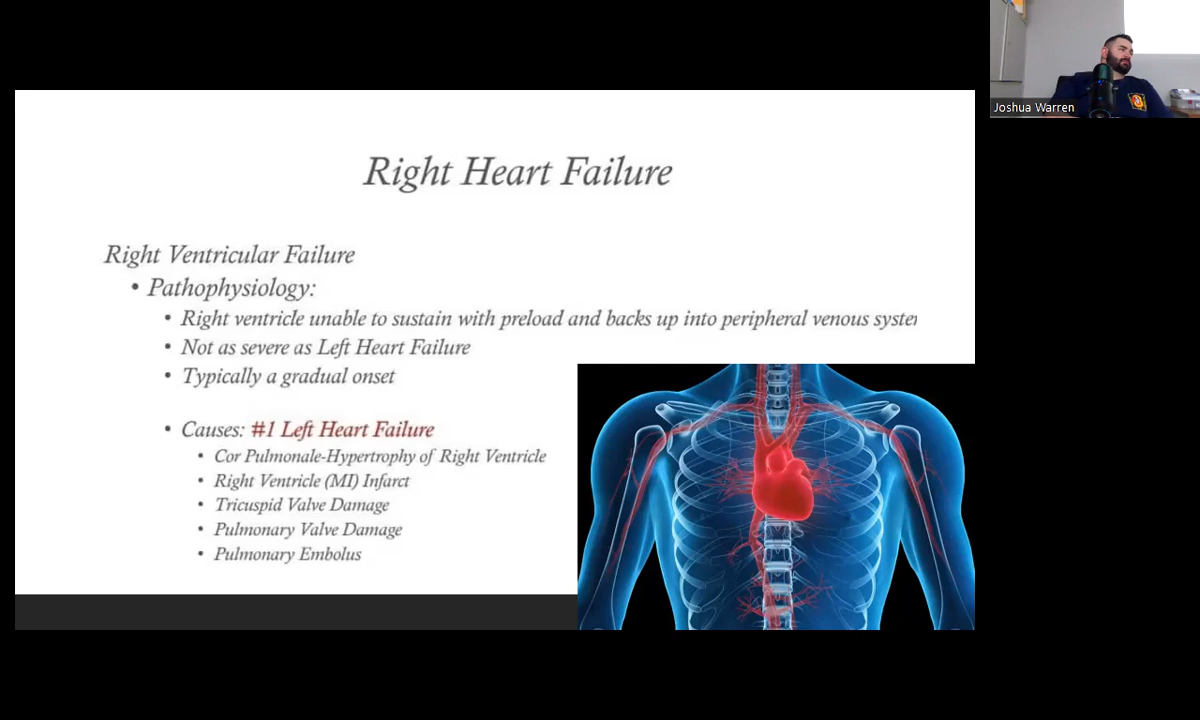 Right Heart Failure
Right Ventricular Failure
• Pathophysiology:
• Right ventricle unable to sustain with preload and backs up into peripheral venous system
• Not as severe as Left Heart Failure
• Typically a gradual onset
• Causes: #1 Left Heart Failure
• Cor Pulmonale-Hypertrophy of Right Ventricle
• Right Ventricle (MI) Infarct
• Tricuspid Valve Damage
• Pulmonary Valve Damage
• Pulmonary Embolus
Joshua Warren